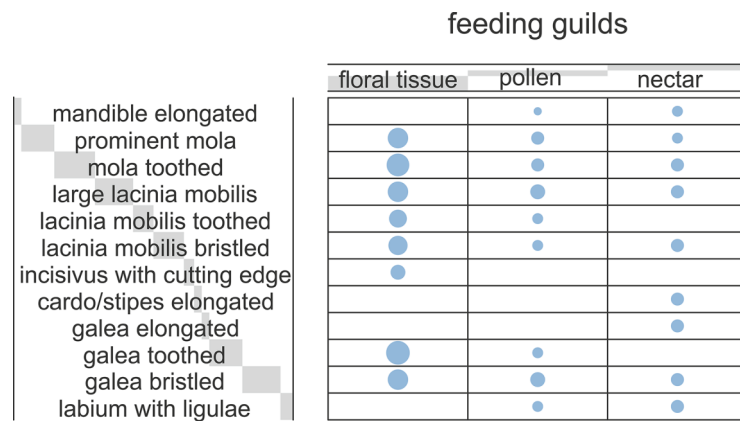 feeding guilds
floral tissue pollen nectar
mandible elongated
prominent mola
mola toothed
large lacinia mobilis
lacinia mobilis toothed
lacinia mobilis bristled
incisivus with cutting edge
cardo/stipes elongated
galea elongated
galea toothed
galea bristled
labium with ligulae